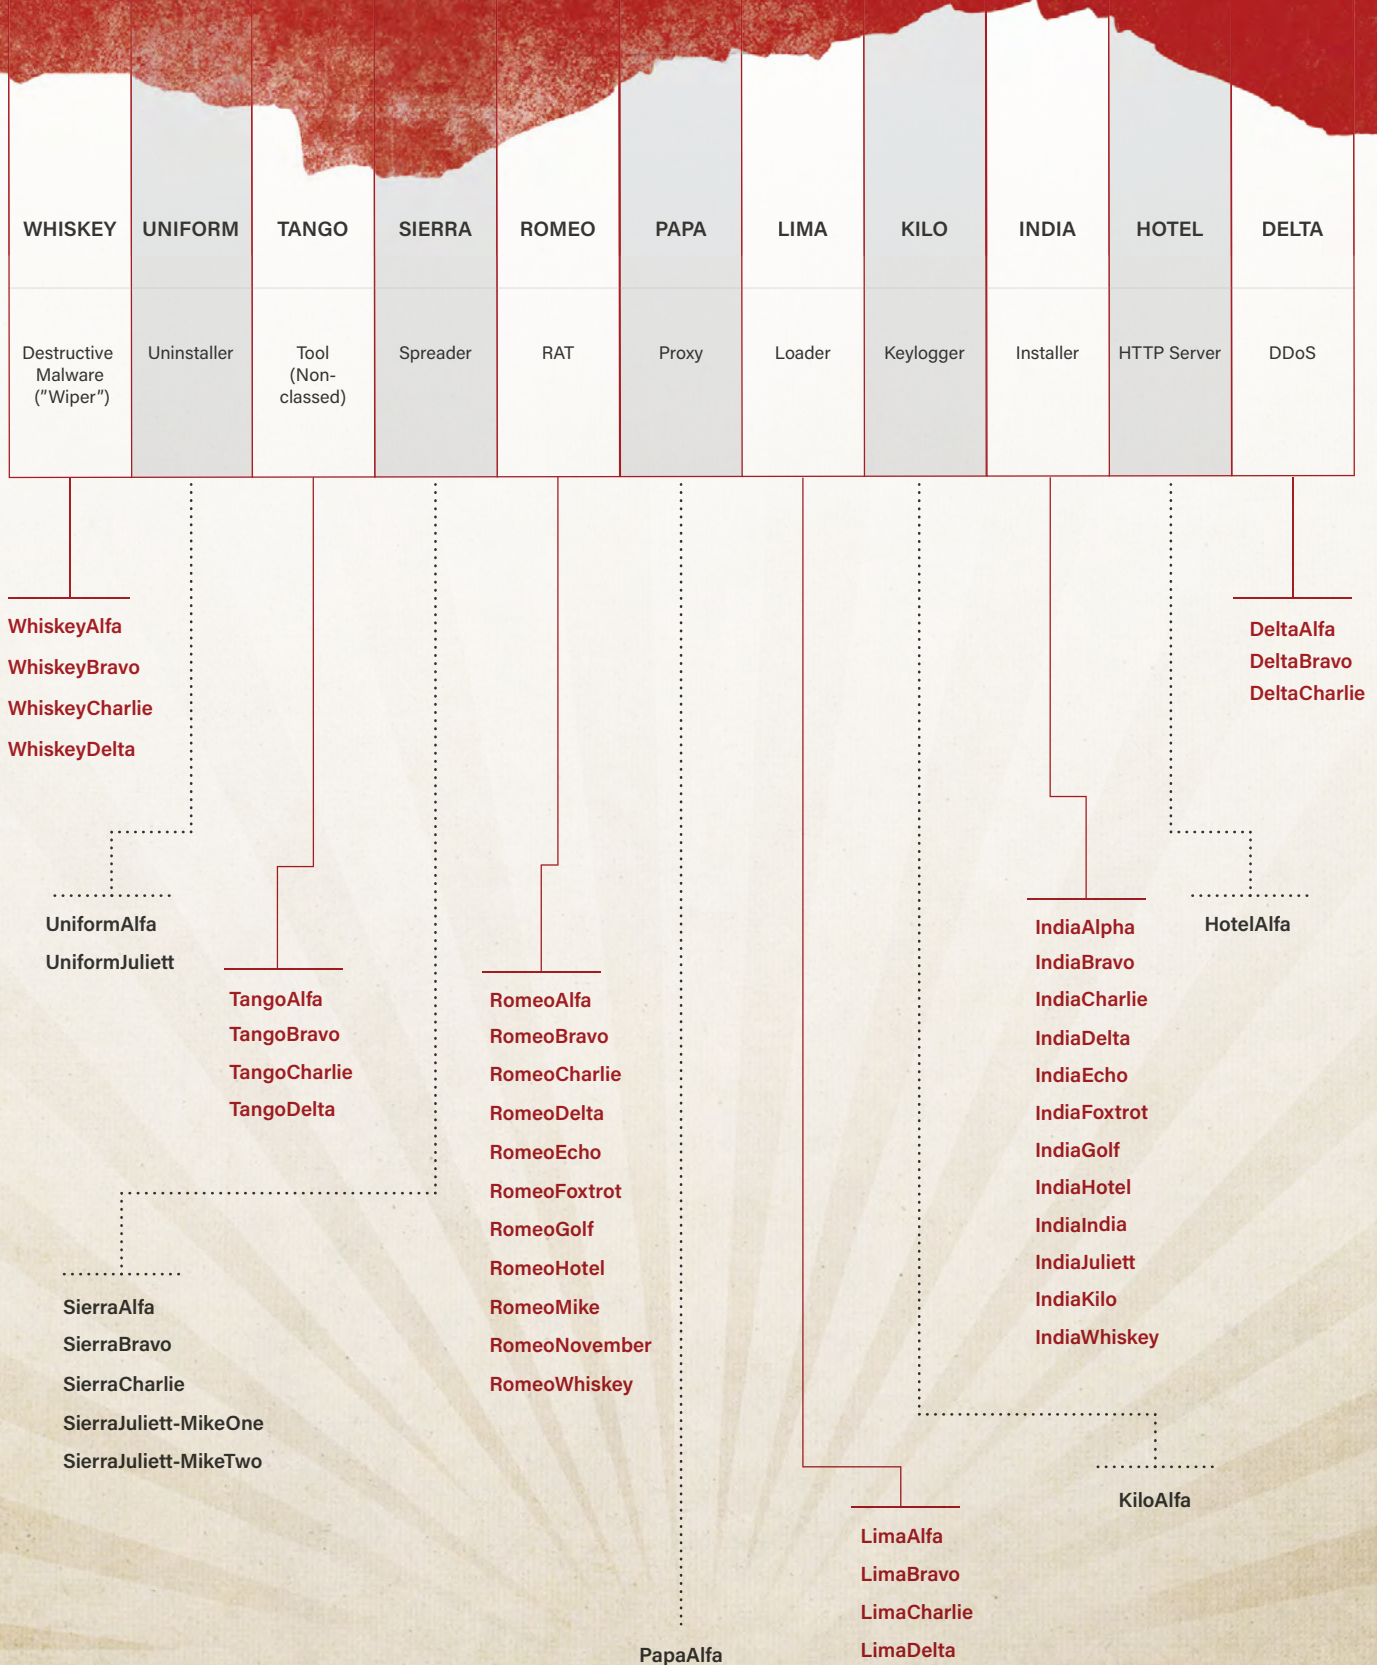 WHISKEY
UNIFORM
TANGO
SIERRA
ROMEO
PAPA
LIMA
KILO
INDIA
HOTEL
DELTA
Destructive
Malware
("Wiper")
Uninstaller
Tool
(Non-
classed)
Spreader
RAT
Proxy
Loader
Keylogger
Installer
HTTP Server
DDoS
WhiskeyAlfa
WhiskeyBravo
WhiskeyCharlie
WhiskeyDelta
UniformAlfa
UniformJuliett
TangoAlfa
TangoBravo
TangoCharlie
TangoDelta
SierraAlfa
SierraBravo
SierraCharlie
SierraJuliett-MikeOne
SierraJuliett-MikeTwo
RomeoAlfa
RomeoBravo
RomeoCharlie
RomeoDelta
RomeoEcho
RomeoFoxtrot
RomeoGolf
RomeoHotel
RomeoMike
RomeoNovember
RomeoWhiskey
PapaAlfa
LimaAlfa
LimaBravo
LimaCharlie
LimaDelta
KiloAlfa
IndiaAlpha
IndiaBravo
IndiaCharlie
IndiaDelta
IndiaEcho
IndiaFoxtrot
IndiaGolf
IndiaHotel
IndiaIndia
IndiaJuliett
IndiaKilo
IndiaWhiskey
HotelAlfa
DeltaAlfa
DeltaBravo
DeltaCharlie